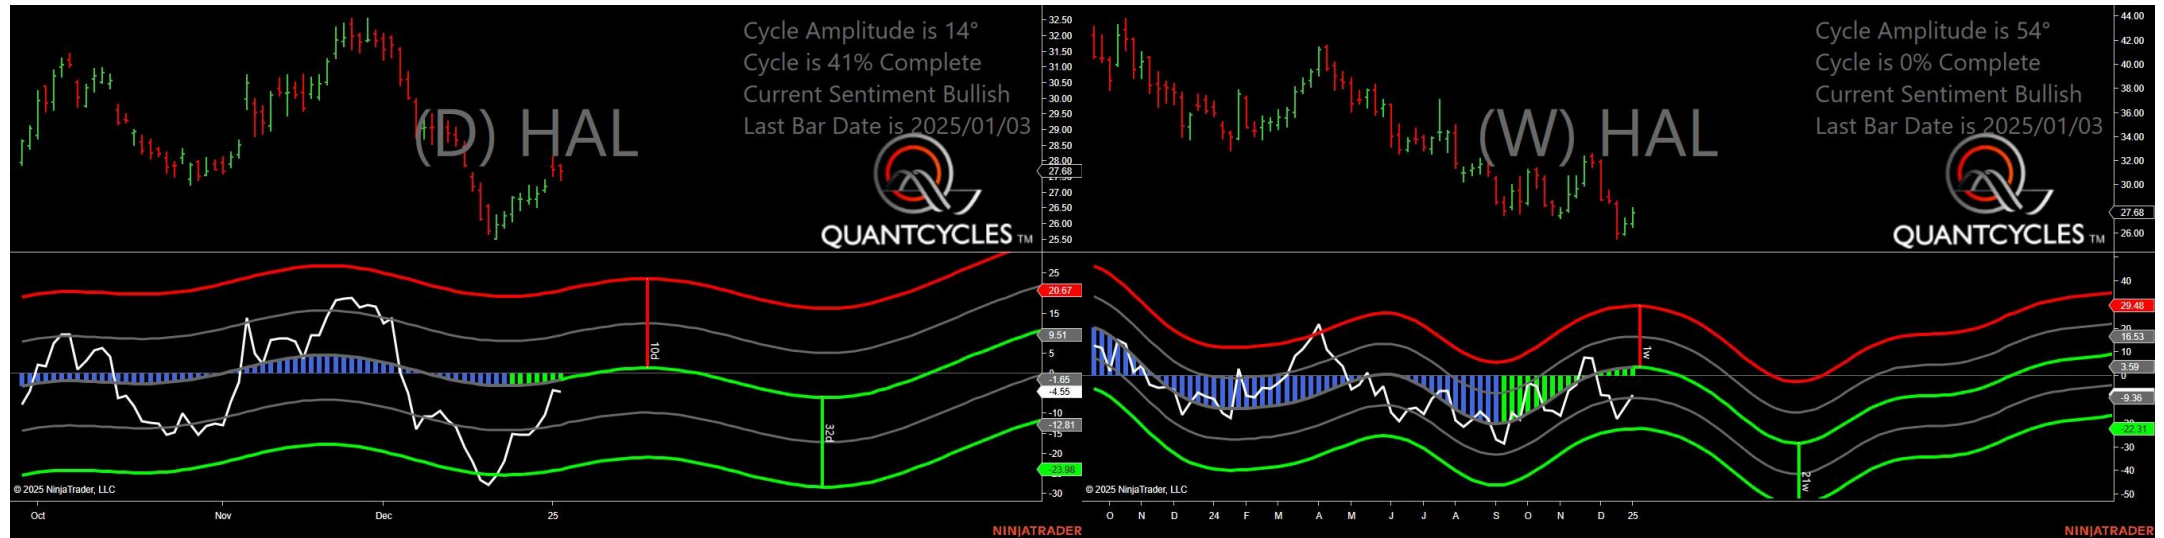 Cycle Amplitude is 14°
Cycle is 41% Complete
Current Sentiment Bullish
Last Bar Date is 2025/01/03
(D) HAL
QUANTCYCLES TM
32.50
32.00
31.50
31.00
30.50
30.00
29.50
29.00
28.50
28.00
27.68
27.00
26.50
26.00
25.50
25
20.67
15
9.51
5
-1.65
-4.55
-10
-12.81
-15
-20
-23.98
-30
10d
32d
© 2025 NinjaTrader, LLC
Oct Nov Dec 25
NINJATRADER
Cycle Amplitude is 54°
Cycle is 0% Complete
Current Sentiment Bullish
Last Bar Date is 2025/01/03
(W) HAL
QUANTCYCLES TM
44.00
42.00
40.00
38.00
36.00
34.00
32.00
30.00
27.68
26.00
40
29.48
20
16.53
10
3.59
0
-9.36
-22.31
-30
-40
-50
1w
21w
© 2025 NinjaTrader, LLC
O N D 24 F M A M J J A S O N D 25
NINJATRADER